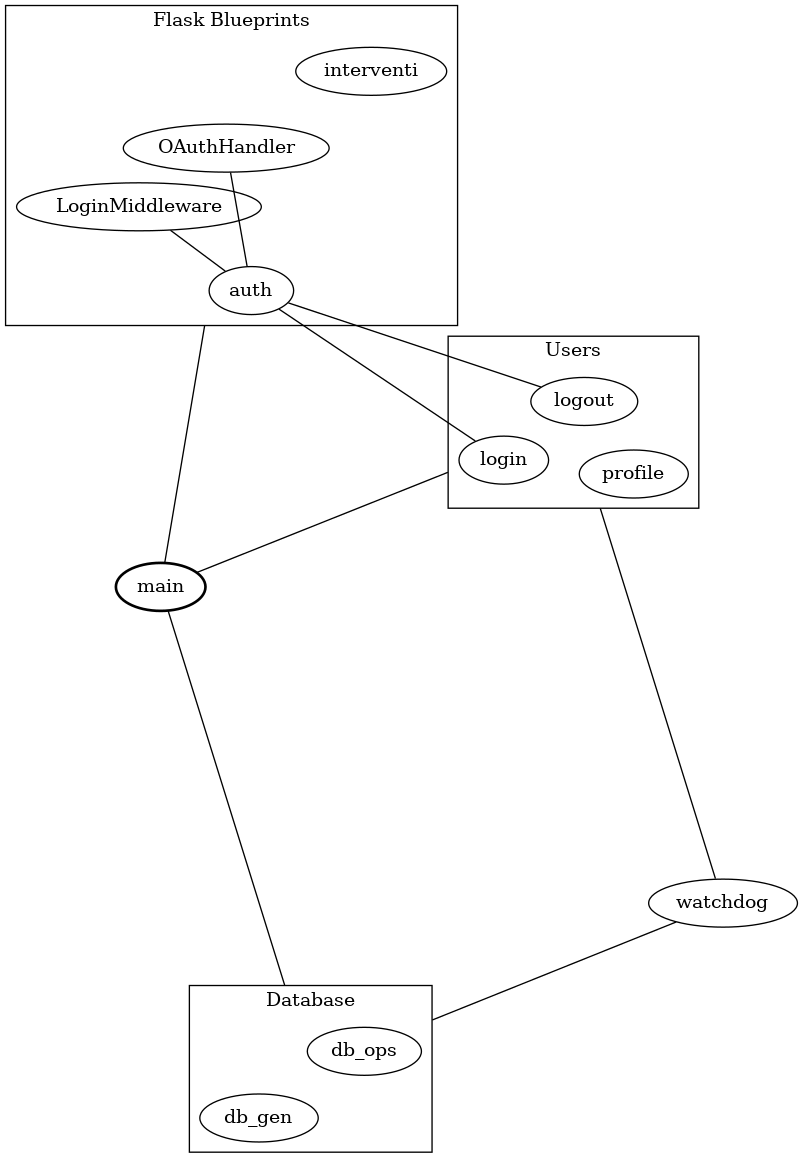 Flask Blueprints
interventi
OAuthHandler
LoginMiddleware
auth
Users
logout
login
profile
main
watchdog
Database
db_ops
db_gen